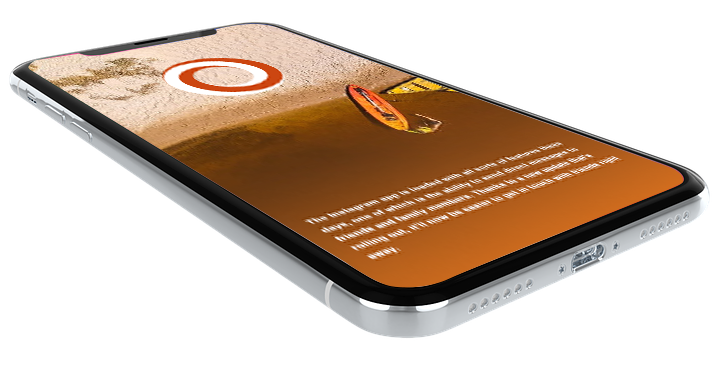 The Instagram app is loaded with all sorts of features these
days, one of which is the ability to send direct messages to
friends and family members. Thanks to a new update that's
rolling out, it'll now be easier to get in touch with friends right
away.